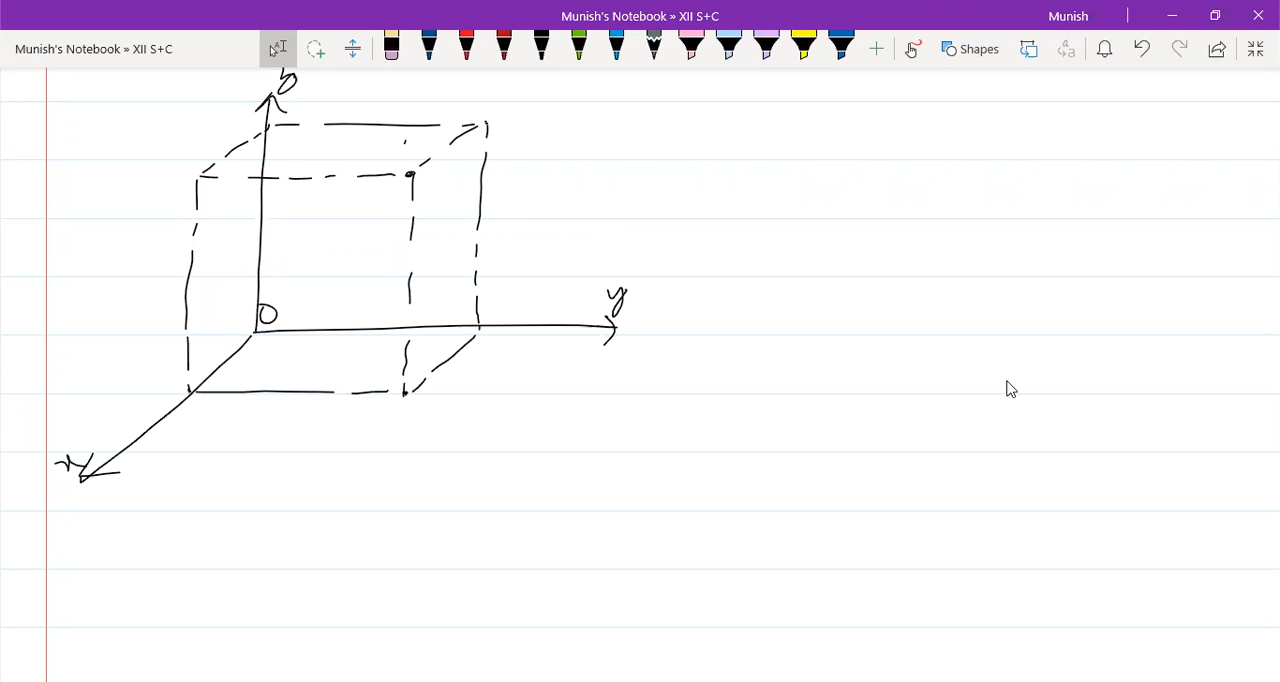 Munish's Notebook » XII S+C
Munish
Munish's Notebook » XII S+C
Shapes
O
y
x